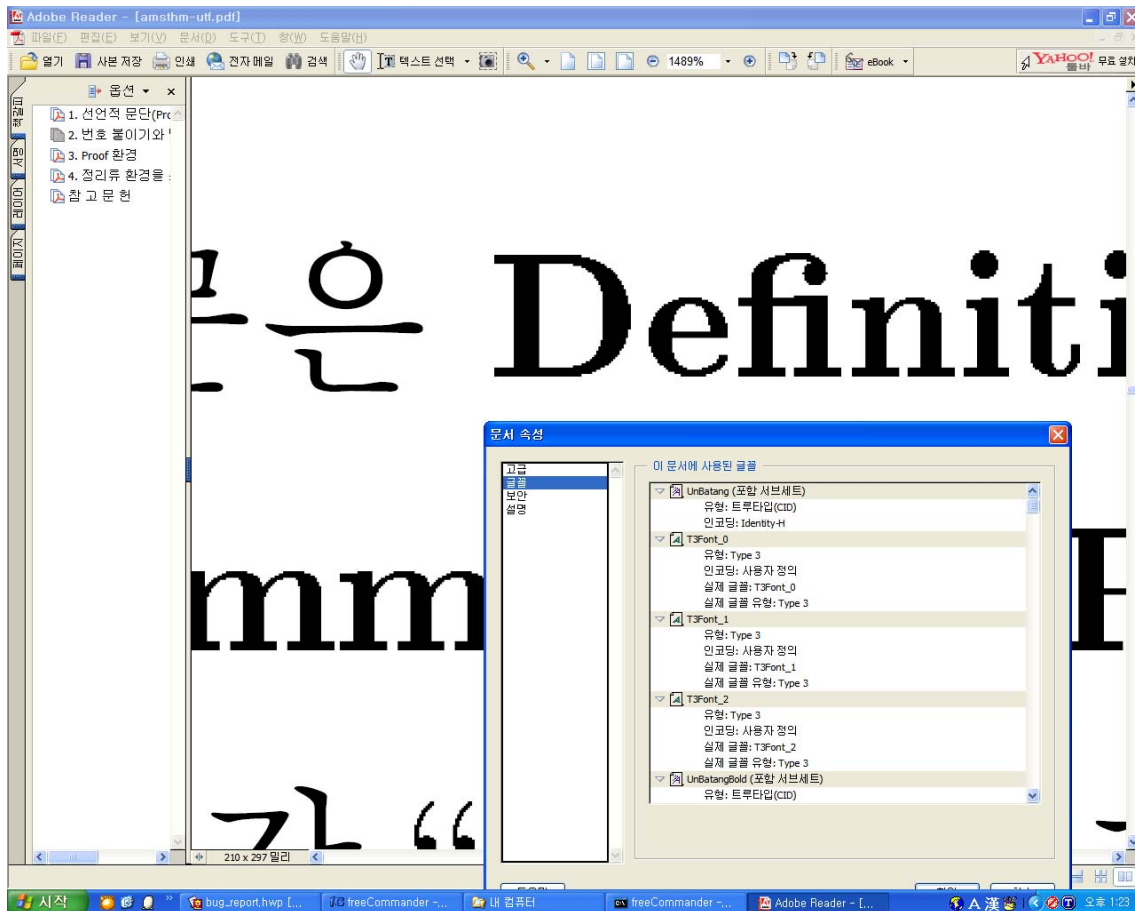 Adobe Reader - [amsthm-utf.pdf]
파일(F) 편집(E) 보기(V) 문서(D) 도구(T) 창(W) 도움말(H)
열기 사본 저장 인쇄 전자 메일 검색 텍스트 선택 1489% eBook YAHOO! 툴바 무료 설치
옵션
1. 선언적 문단(Pro
2. 번호 붙이기와
3. Proof 환경
4. 정리류 환경을
참 고 문 헌
은 Definiti
mm
각 “
문서 속성
고급
글꼴
보안
설명
이 문서에 사용된 글꼴
UnBatang (포함 서브세트)
유형: 트루타입(CID)
인코딩: Identity-H
T3Font_0
유형: Type 3
인코딩: 사용자 정의
실제 글꼴: T3Font_0
실제 글꼴 유형: Type 3
T3Font_1
유형: Type 3
인코딩: 사용자 정의
실제 글꼴: T3Font_1
실제 글꼴 유형: Type 3
T3Font_2
유형: Type 3
인코딩: 사용자 정의
실제 글꼴: T3Font_2
실제 글꼴 유형: Type 3
UnBatangBold (포함 서브세트)
유형: 트루타입(CID)
210 x 297 밀리
시작 bug_report.hwp [... freeCommander -... 내 컴퓨터 freeCommander -... Adobe Reader - [... A 漢 오후 1:23